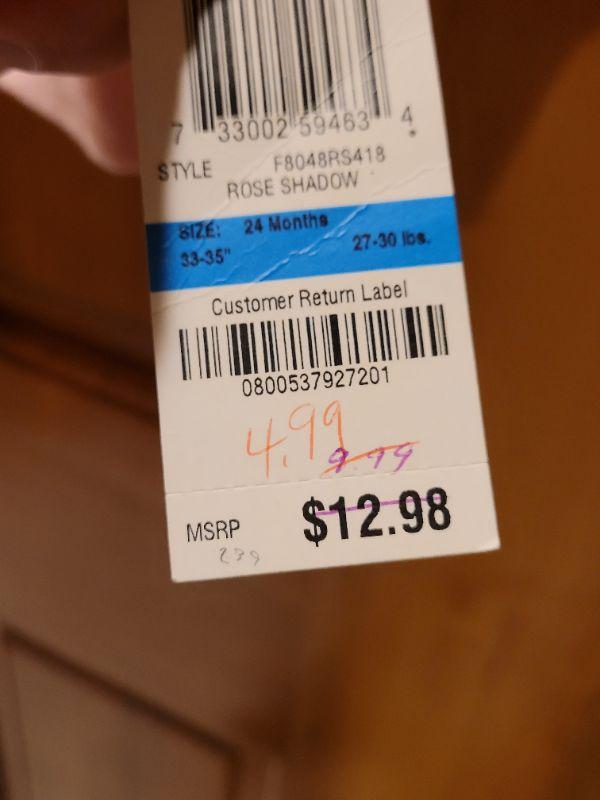 7 33002 59463 4
STYLE F8048RS418
ROSE SHADOW
SIZE: 24 Months
33-35" 27-30 lbs.
Customer Return Label
0800537927201
4.99
9.99
MSRP $12.98
239